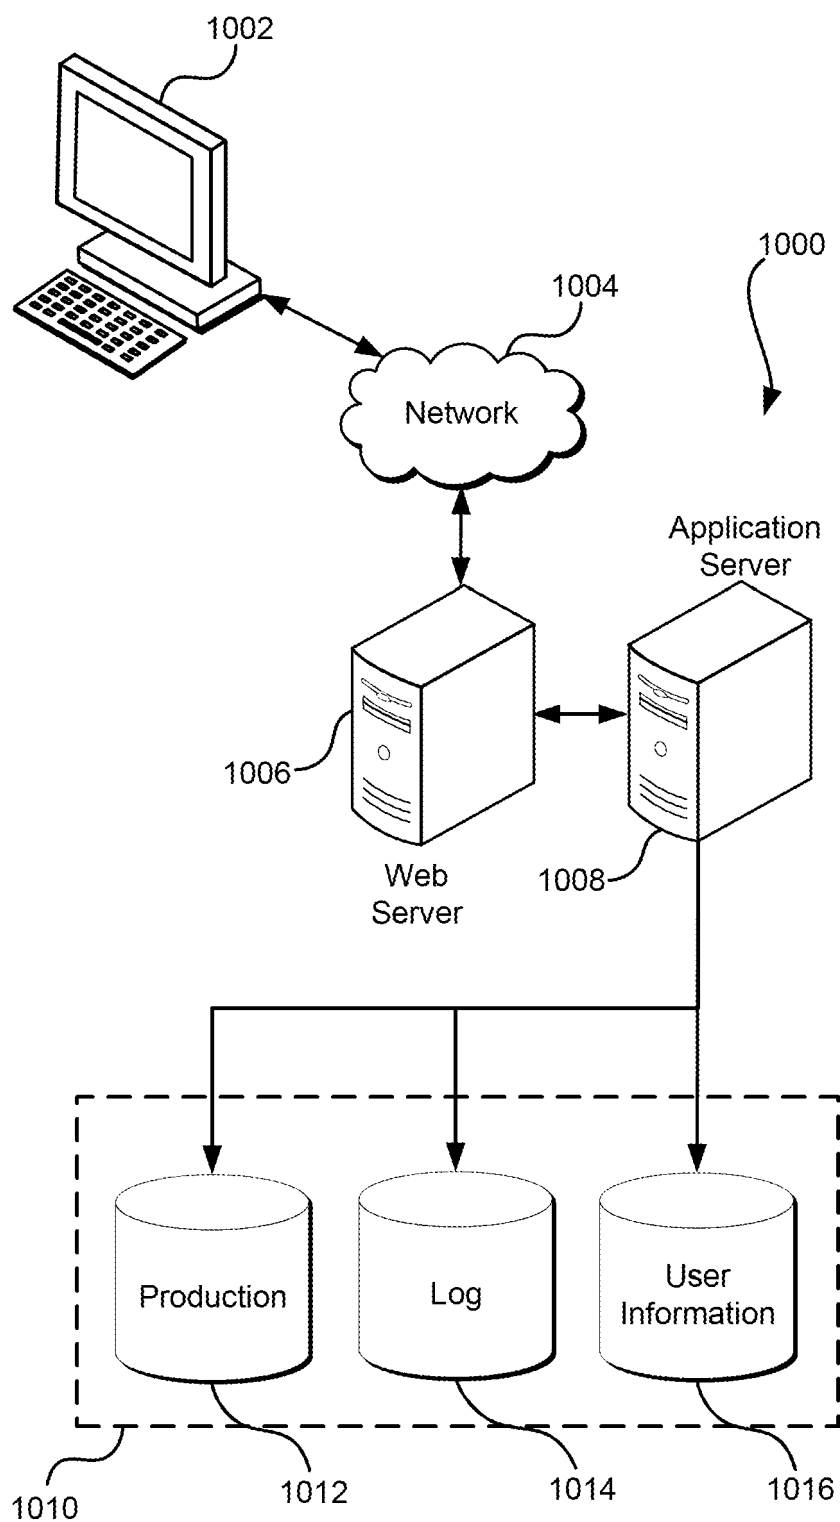 1002
1000
1004
Network
Application
Server
1006
Web
Server
1008
Production
Log
User
Information
1010
1012
1014
1016